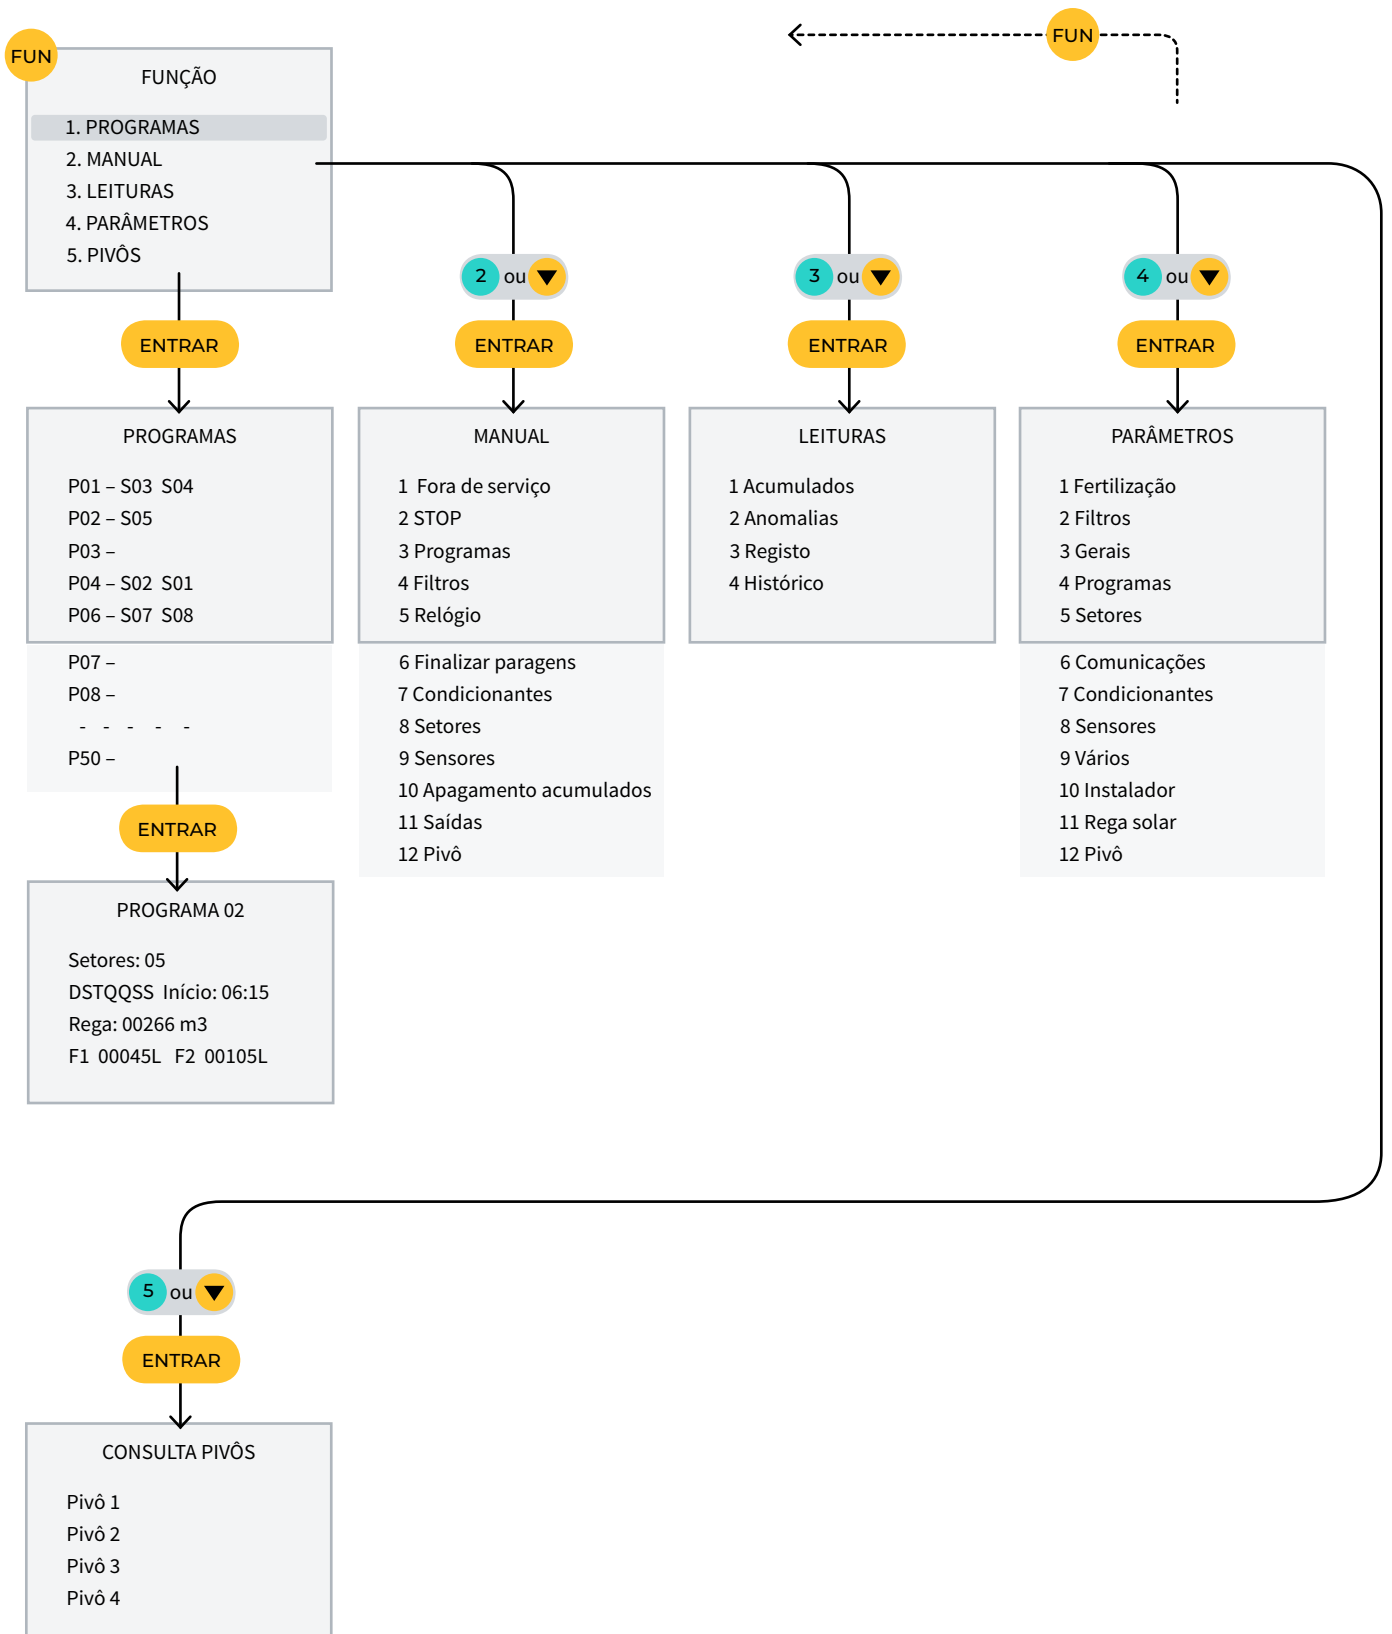 FUN
FUN
FUNÇÃO
1. PROGRAMAS
2. MANUAL
3. LEITURAS
4. PARÂMETROS
5. PIVÔS
2 ou
3 ou
4 ou
ENTRAR
ENTRAR
ENTRAR
ENTRAR
PROGRAMAS
P01 – S03 S04
P02 – S05
P03 –
P04 – S02 S01
P06 – S07 S08
P07 –
P08 –
- - - - -
P50 –
MANUAL
1 Fora de serviço
2 STOP
3 Programas
4 Filtros
5 Relógio
6 Finalizar paragens
7 Condicionantes
8 Setores
9 Sensores
10 Apagamento acumulados
11 Saídas
12 Pivô
LEITURAS
1 Acumulados
2 Anomalias
3 Registo
4 Histórico
PARÂMETROS
1 Fertilização
2 Filtros
3 Gerais
4 Programas
5 Setores
6 Comunicações
7 Condicionantes
8 Sensores
9 Vários
10 Instalador
11 Rega solar
12 Pivô
ENTRAR
PROGRAMA 02
Setores: 05
DSTQQSS Início: 06:15
Rega: 00266 m3
F1 00045L F2 00105L
5 ou
ENTRAR
CONSULTA PIVÔS
Pivô 1
Pivô 2
Pivô 3
Pivô 4